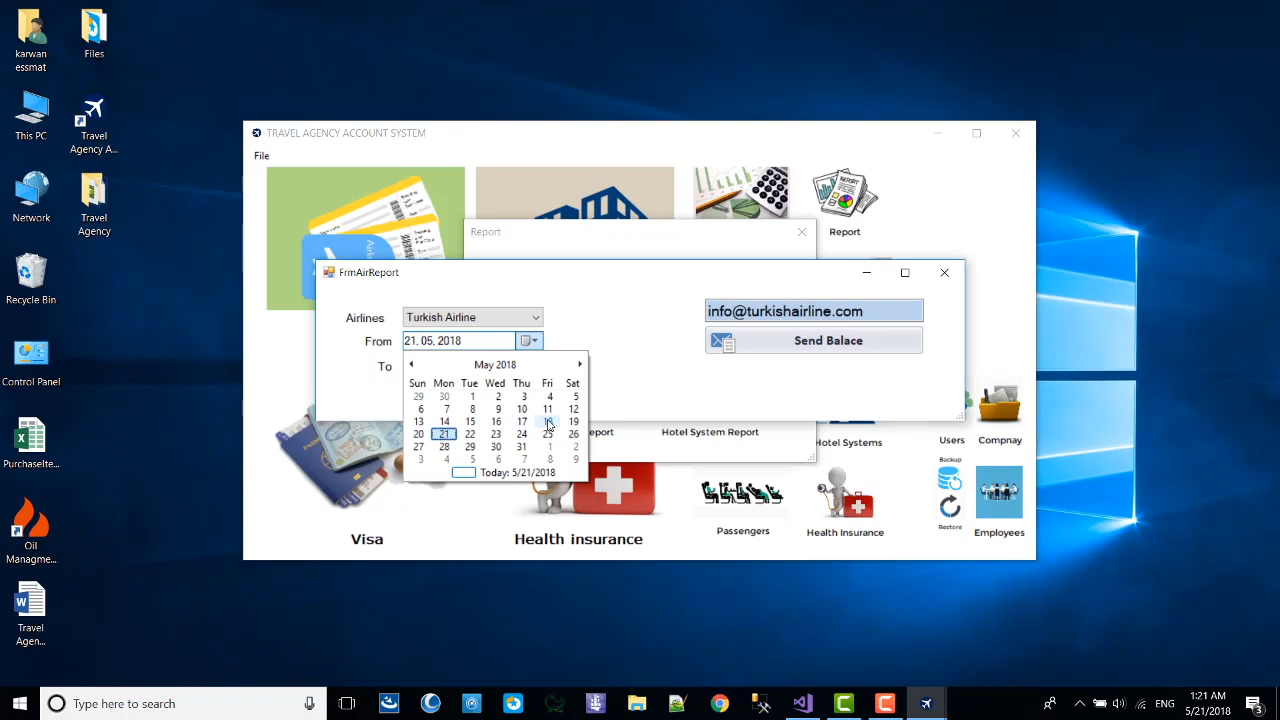 karwan
essmat
Files
This PC
Travel
Agency A...
Network
Travel
Agency
Recycle Bin
Control Panel
Purchaselte...
Oil
Managme...
Travel
Agen...
TRAVEL AGENCY ACCOUNT SYSTEM
File
Report
Report
FrmAirReport
Airlines
Turkish Airline
info@turkishairline.com
From
21, 05, 2018
Send Balace
To
May 2018
Sun Mon Tue Wed Thu Fri Sat
29 30 1 2 3 4 5
6 7 8 9 10 11 12
13 14 15 16 17 18 19
20 21 22 23 24 25 26
27 28 29 30 31 1 2
3 4 5 6 7 8 9
Today: 5/21/2018
eport
Hotel System Report
Hotel Systems
Users
Compnay
Backup
Restore
Visa
Health insurance
Passengers
Health Insurance
Employees
Type here to search
1:21 AM
5/21/2018
3